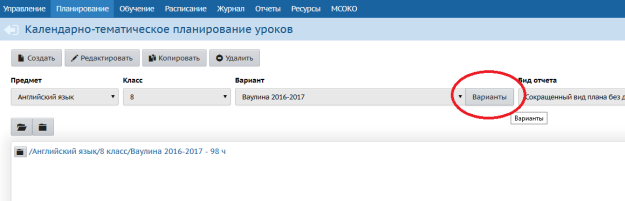 Управление Планирование Обучение Расписание Журнал Отчеты Ресурсы МСОКО
Календарно-тематическое планирование уроков
Создать Редактировать Копировать Удалить
Предмет Класс Вариант Вид отчета
Английский язык 8 Ваулина 2016-2017 Варианты Сокращенный вид плана без д
Варианты
/Английский язык/8 класс/Ваулина 2016-2017 - 98 ч